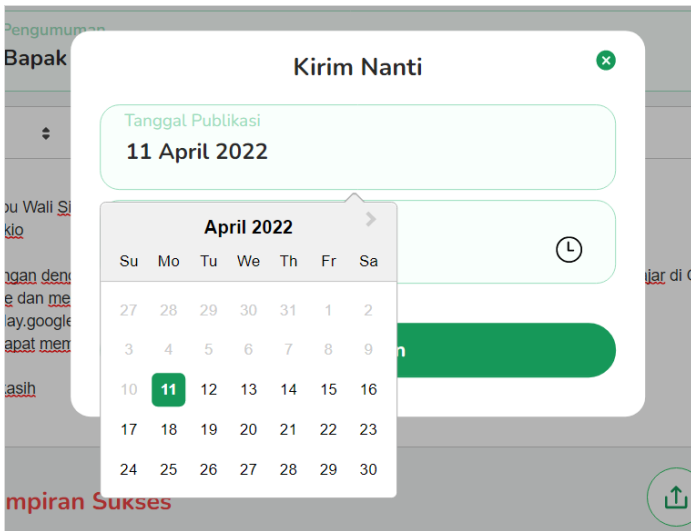 Pengumuman
Bapak
Kirim Nanti
Tanggal Publikasi
11 April 2022
April 2022
Su Mo Tu We Th Fr Sa
27 28 29 30 31 1 2
3 4 5 6 7 8 9
10 11 12 13 14 15 16
17 18 19 20 21 22 23
24 25 26 27 28 29 30
bu Wali Si
kio
ngan deng
ajar di
e dan me
lay.google
apat mem
n
asih
mpiran Sukses